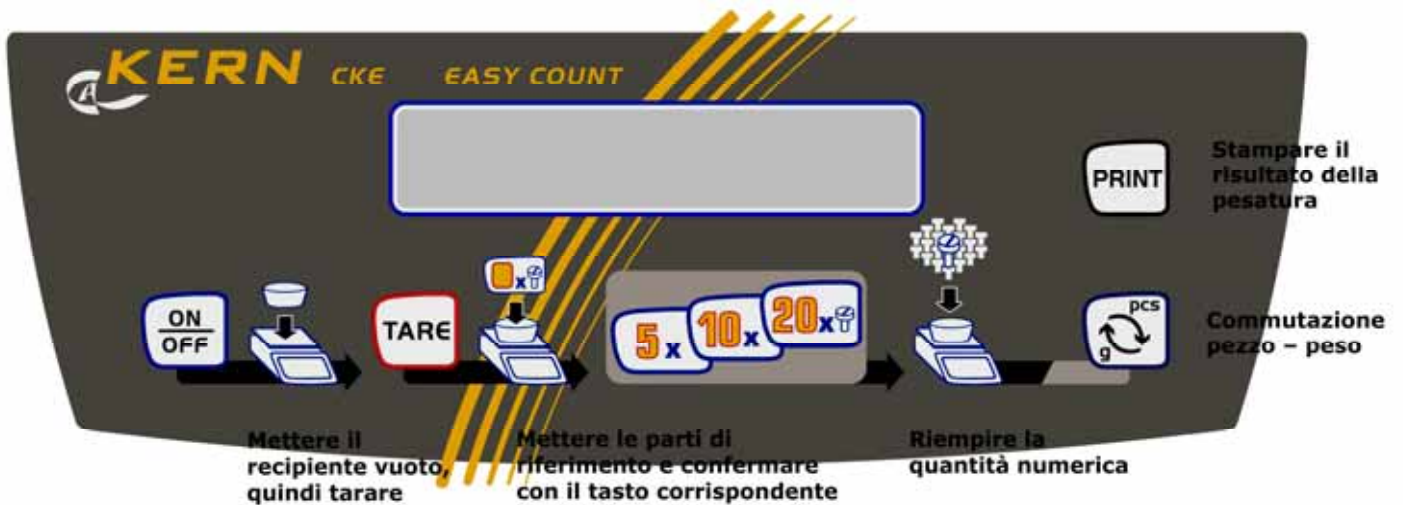 KERN CKE EASY COUNT
PRINT
Stampare il
risultato della
pesatura
0x
ON
OFF
TARE
5x
10x
20x
pcs
g
Commutazione
pezzo – peso
Mettere il
recipiente vuoto,
quindi tarare
Mettere le parti di
riferimento e confermare
con il tasto corrispondente
Riempire la
quantità numerica